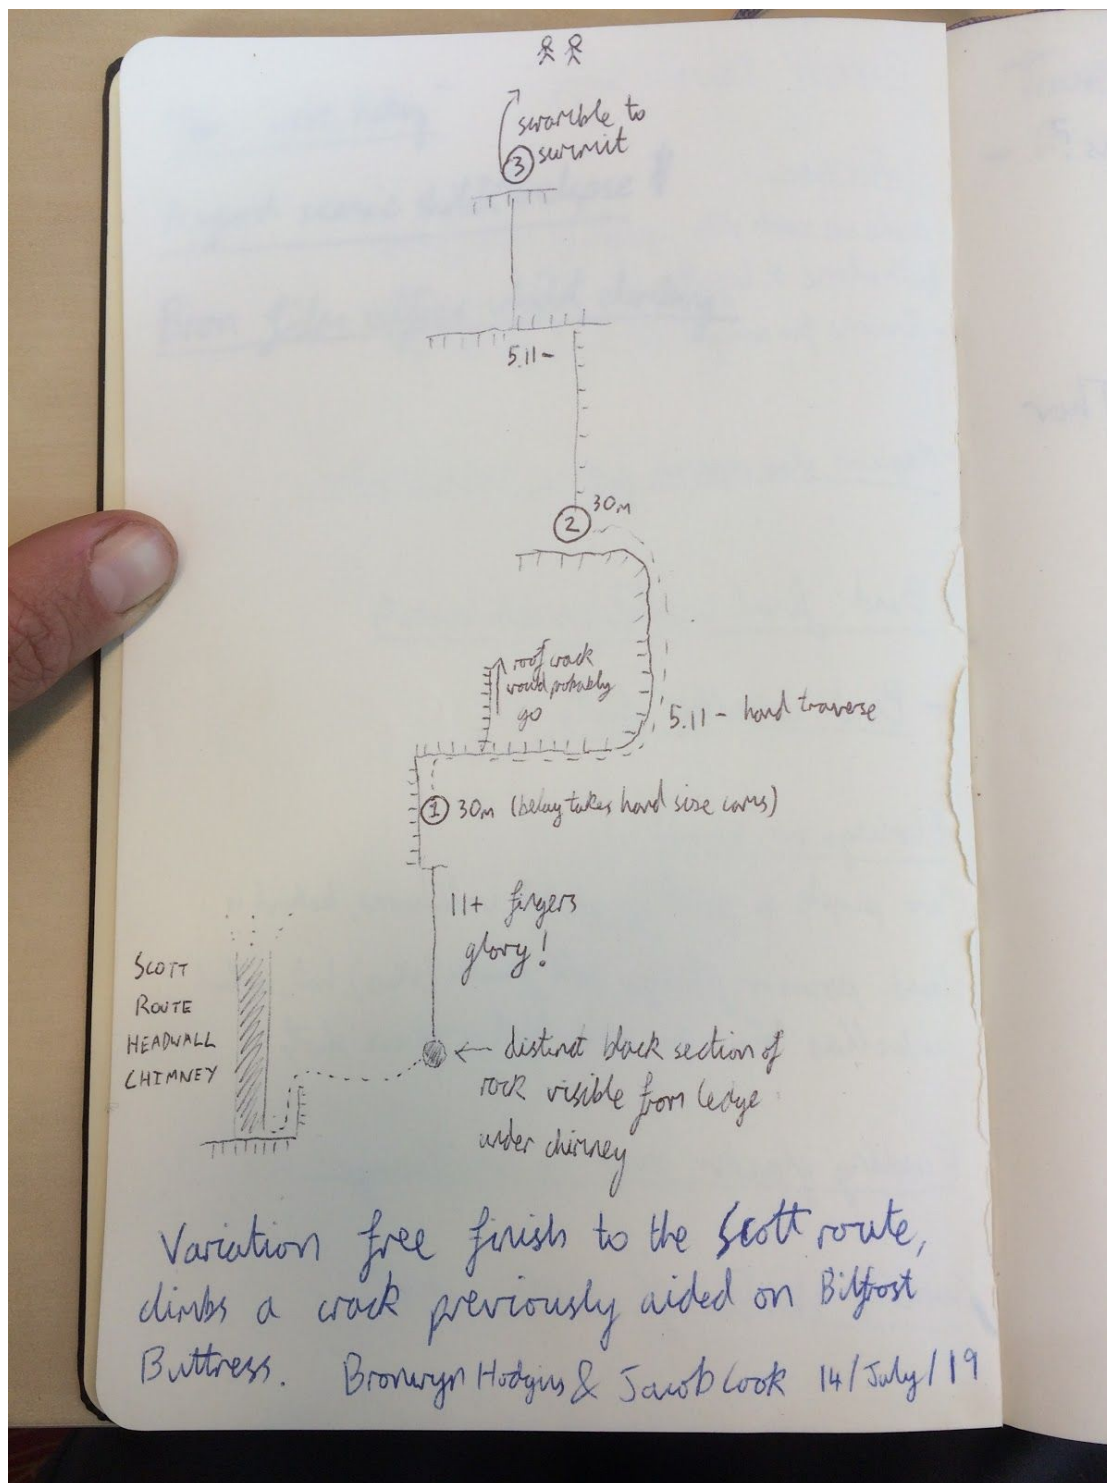 scramble to
③ summit
5.11-
② 30m
roof crack
would probably
go
5.11- hand traverse
① 30m (belay takes hand size cams)
11+ fingers
glory!
SCOTT
ROUTE
HEADWALL
CHIMNEY
← distinct black section of
rock visible from ledge
under chimney
Variation free finish to the Scott route,
climbs a crack previously aided on Bilfrost
Buttress. Bronwyn Hodgins & Jacob Cook 14/July/19